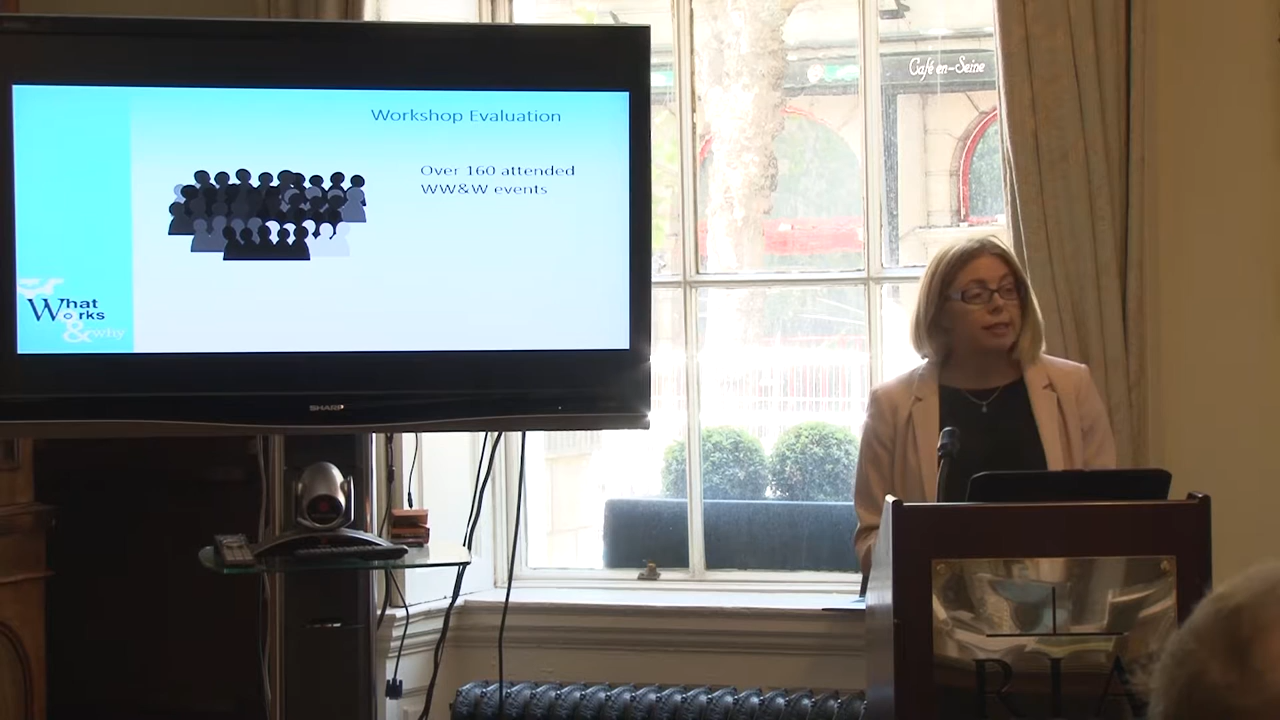 Workshop Evaluation
Over 160 attended
WW&W events
What
Works
&why
SHARP
Café en-Seine
RIA